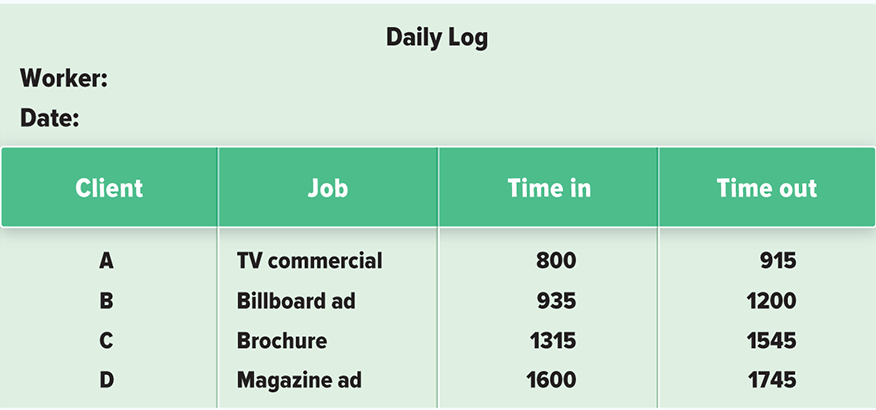 Daily Log
Worker:
Date:
Client Job Time in Time out
A TV commercial 800 915
B Billboard ad 935 1200
C Brochure 1315 1545
D Magazine ad 1600 1745